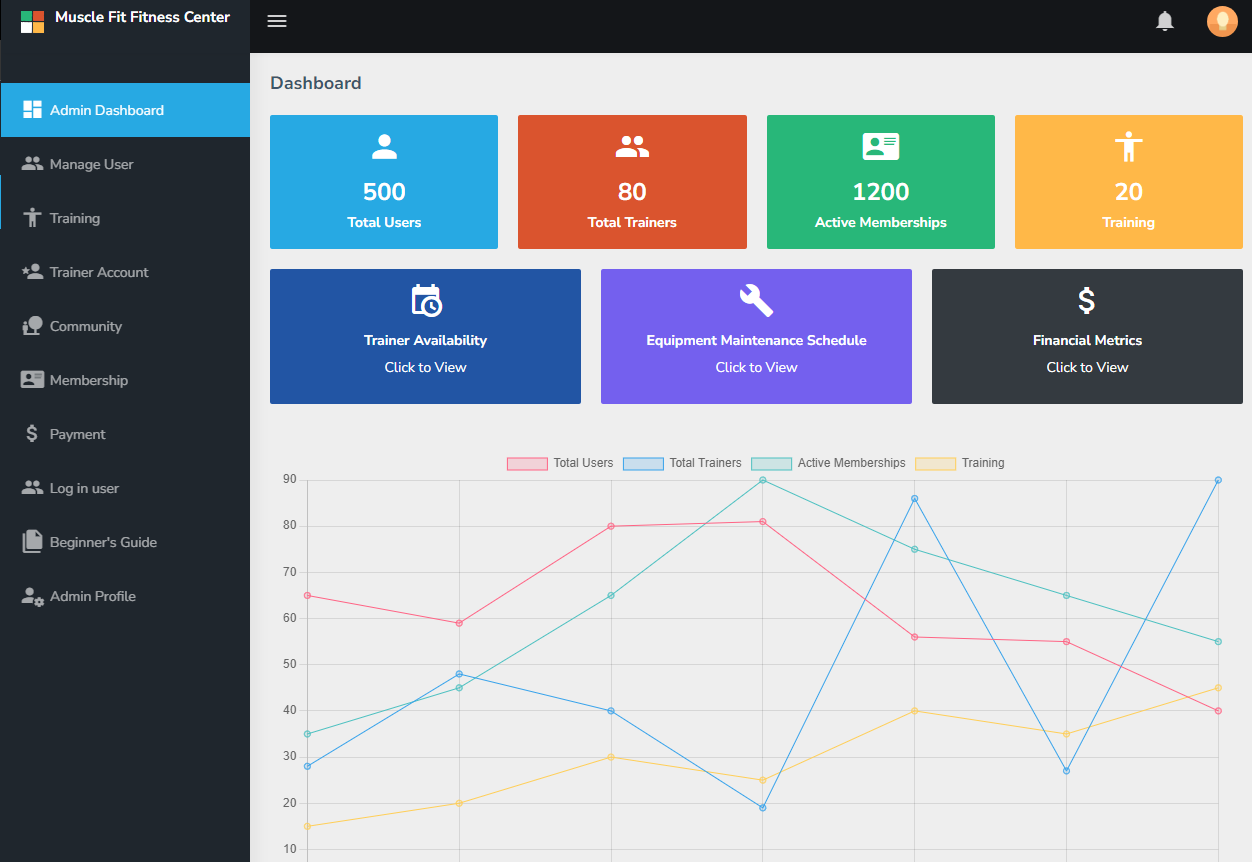 Muscle Fit Fitness Center
Admin Dashboard
Manage User
Training
Trainer Account
Community
Membership
Payment
Log in user
Beginner's Guide
Admin Profile
Dashboard
500
Total Users
80
Total Trainers
1200
Active Memberships
20
Training
Trainer Availability
Click to View
Equipment Maintenance Schedule
Click to View
$
Financial Metrics
Click to View
Total Users Total Trainers Active Memberships Training
90
80
70
60
50
40
30
20
10